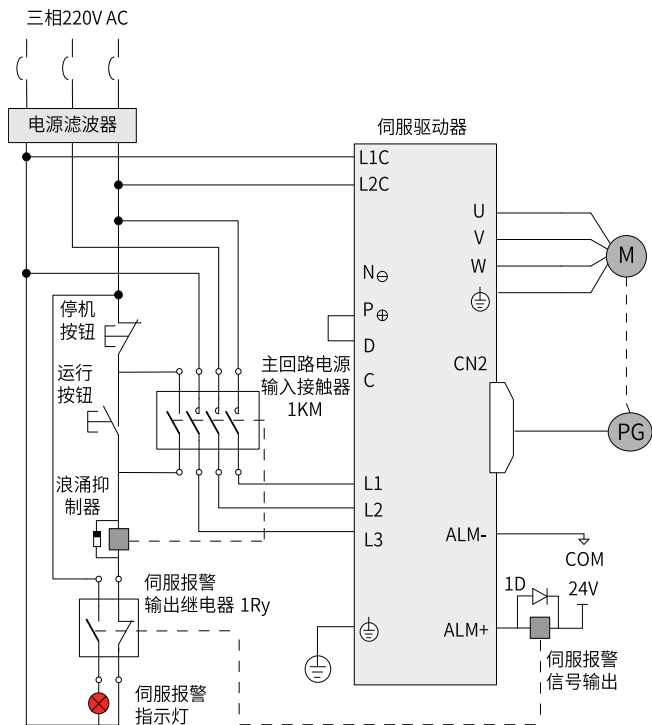 三相220V AC
电源滤波器
伺服驱动器
L1C
L2C
U
V
W
M
N⊖
P⊕
D
C
CN2
停机
按钮
运行
按钮
主回路电源
输入接触器
1KM
PG
浪涌抑
制器
L1
L2
L3
ALM-
COM
1D
24V
ALM+
伺服报警
输出继电器 1Ry
伺服报警
信号输出
伺服报警
指示灯